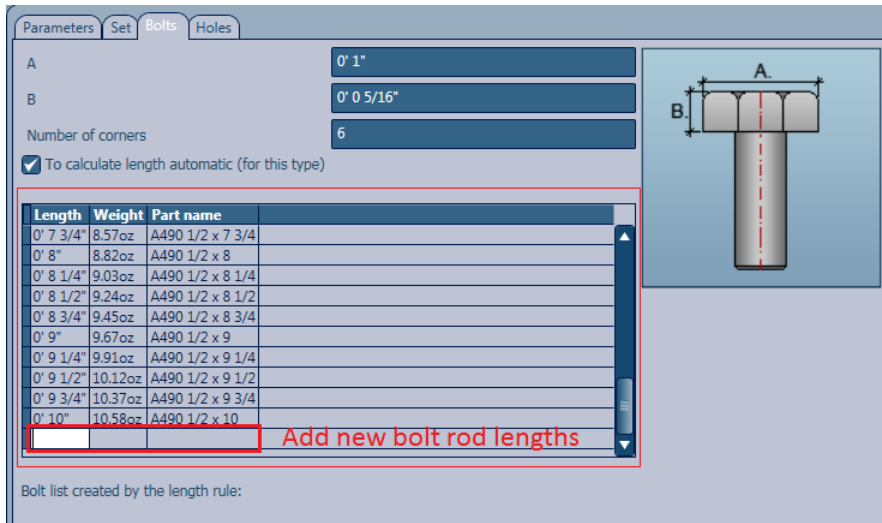 Parameters Set Bolts Holes
A 0' 1"
B 0' 0 5/16"
Number of corners 6
To calculate length automatic (for this type)
Length Weight Part name
0' 7 3/4" 8.57oz A490 1/2 x 7 3/4
0' 8" 8.82oz A490 1/2 x 8
0' 8 1/4" 9.03oz A490 1/2 x 8 1/4
0' 8 1/2" 9.24oz A490 1/2 x 8 1/2
0' 8 3/4" 9.45oz A490 1/2 x 8 3/4
0' 9" 9.67oz A490 1/2 x 9
0' 9 1/4" 9.91oz A490 1/2 x 9 1/4
0' 9 1/2" 10.12oz A490 1/2 x 9 1/2
0' 9 3/4" 10.37oz A490 1/2 x 9 3/4
0' 10" 10.58oz A490 1/2 x 10
Add new bolt rod lengths
Bolt list created by the length rule:
A.
B.